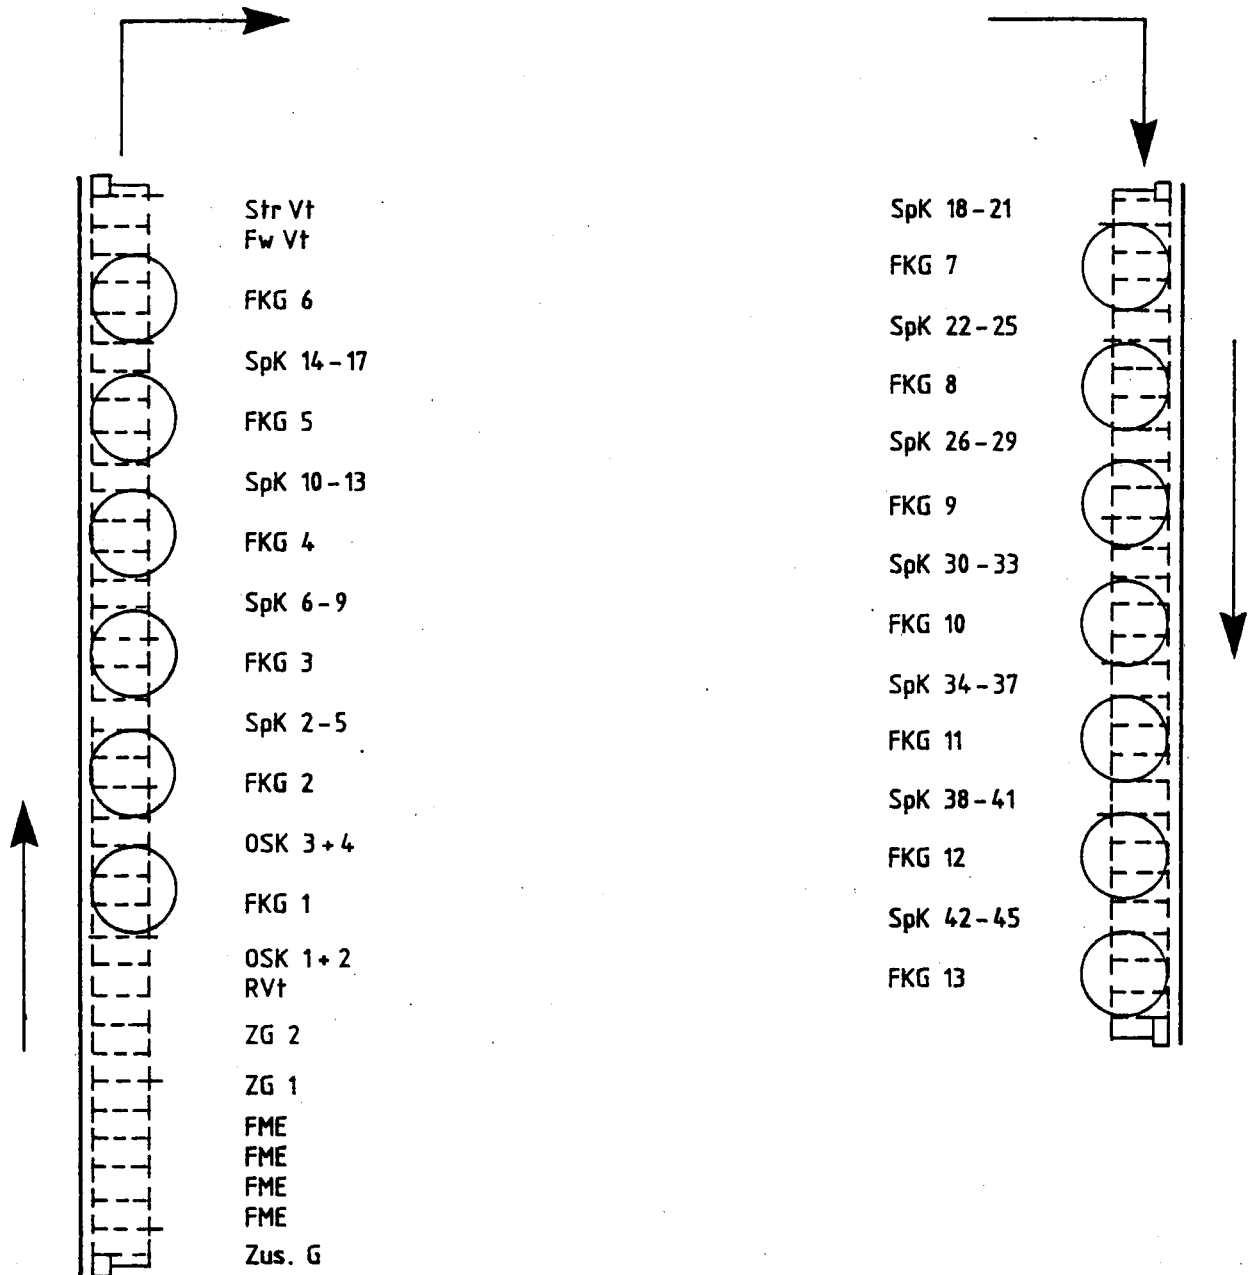 Str Vt
Fw Vt
FKG 6
SpK 14-17
FKG 5
SpK 10-13
FKG 4
SpK 6-9
FKG 3
SpK 2-5
FKG 2
OSK 3+4
FKG 1
OSK 1+2
RVt
ZG 2
ZG 1
FME
FME
FME
FME
Zus. G
SpK 18-21
FKG 7
SpK 22-25
FKG 8
SpK 26-29
FKG 9
SpK 30-33
FKG 10
SpK 34-37
FKG 11
SpK 38-41
FKG 12
SpK 42-45
FKG 13